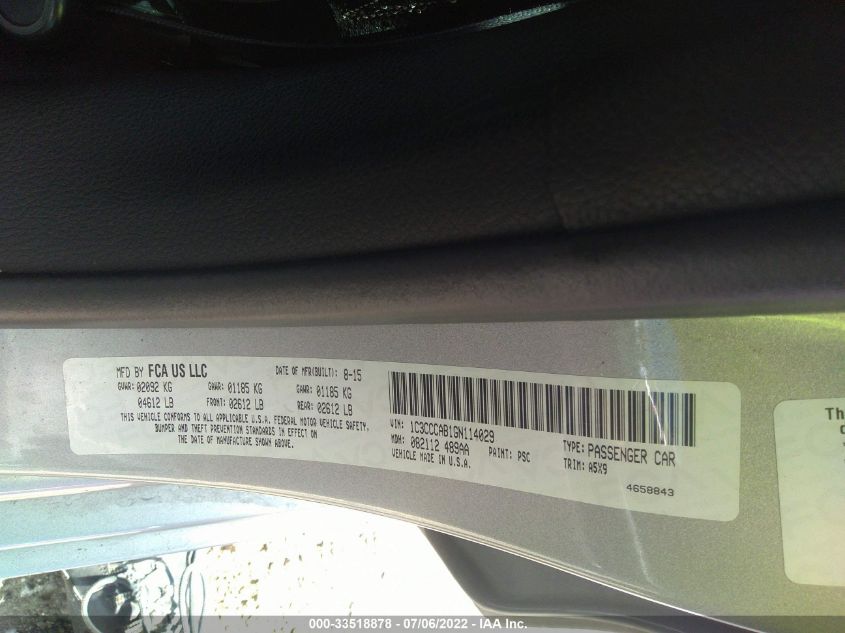 MFD BY FCA US LLC DATE OF MFR(BUILT): 8-15
GVWR: 02092 KG GAWR: 01185 KG GAWR: 01185 KG
04612 LB FRONT: 02612 LB REAR: 02612 LB
THIS VEHICLE CONFORMS TO ALL APPLICABLE U.S.A. FEDERAL MOTOR VEHICLE SAFETY,
BUMPER AND THEFT PREVENTION STANDARDS IN EFFECT ON
THE DATE OF MANUFACTURE SHOWN ABOVE.
VIN: 1C3CCCAB1GN114029
MDH: 082112 489AA PAINT: PSC TYPE: PASSENGER CAR
VEHICLE MADE IN U.S.A. TRIM: A5X9
4658843
Th
000-33518878 - 07/06/2022 - IAA Inc.